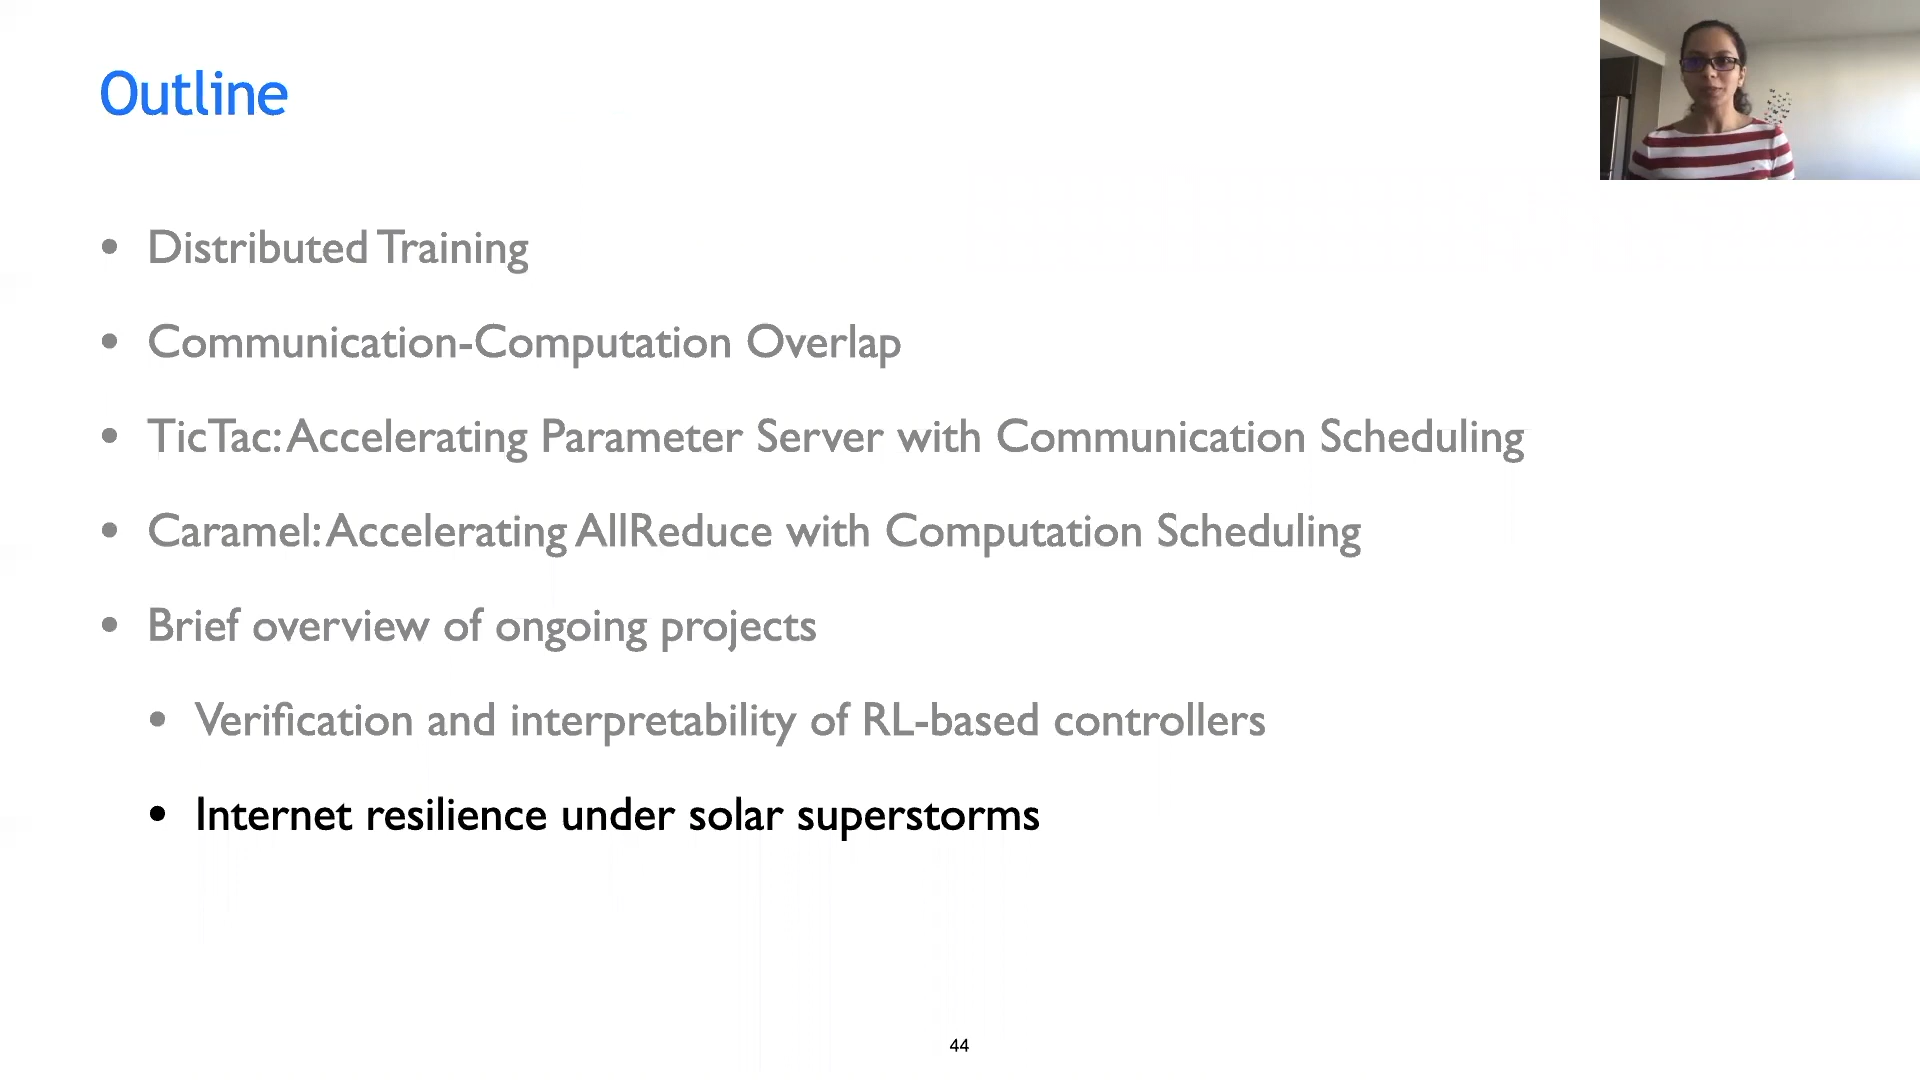 Outline
• Distributed Training
• Communication-Computation Overlap
• TicTac: Accelerating Parameter Server with Communication Scheduling
• Caramel: Accelerating AllReduce with Computation Scheduling
• Brief overview of ongoing projects
• Verification and interpretability of RL-based controllers
• Internet resilience under solar superstorms
44